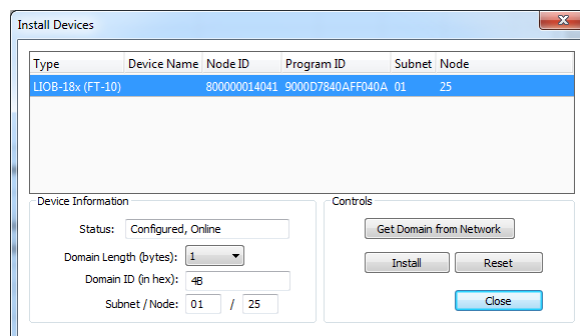 Install Devices
Type Device Name Node ID Program ID Subnet Node
LIOB-18x (FT-10) 800000014041 9000D7840AFF040A 01 25
Device Information
Status: Configured, Online
Domain Length (bytes): 1
Domain ID (in hex): 4B
Subnet / Node: 01 / 25
Controls
Get Domain from Network
Install Reset
Close